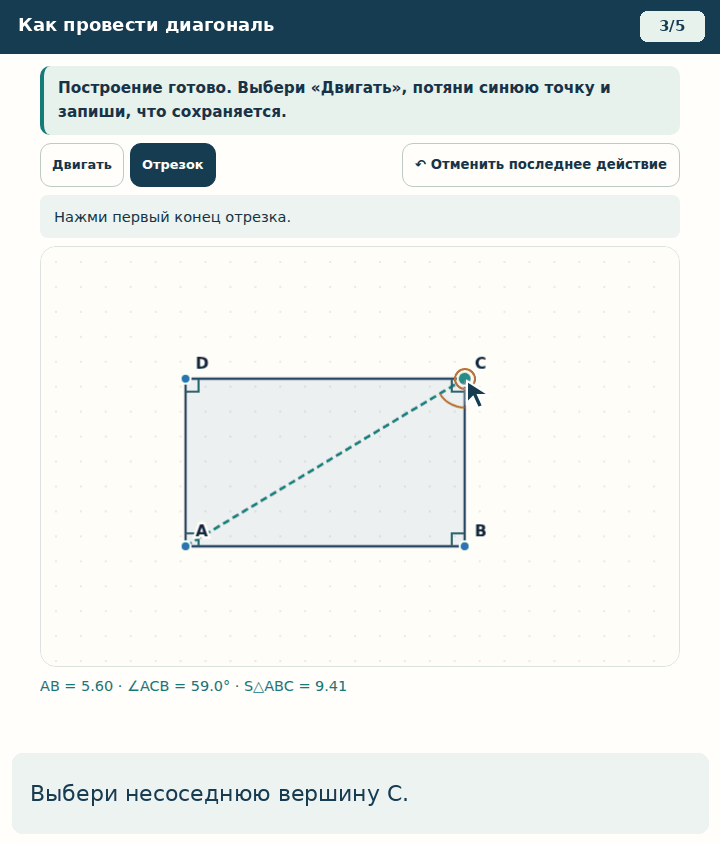 Как провести диагональ
3/5
Построение готово. Выбери «Двигать», потяни синюю точку и
запиши, что сохраняется.
Двигать
Отрезок
↶ Отменить последнее действие
Нажми первый конец отрезка.
D
C
A
B
AB = 5.60 · ∠ACB = 59.0° · S△ABC = 9.41
Выбери несоседнюю вершину C.